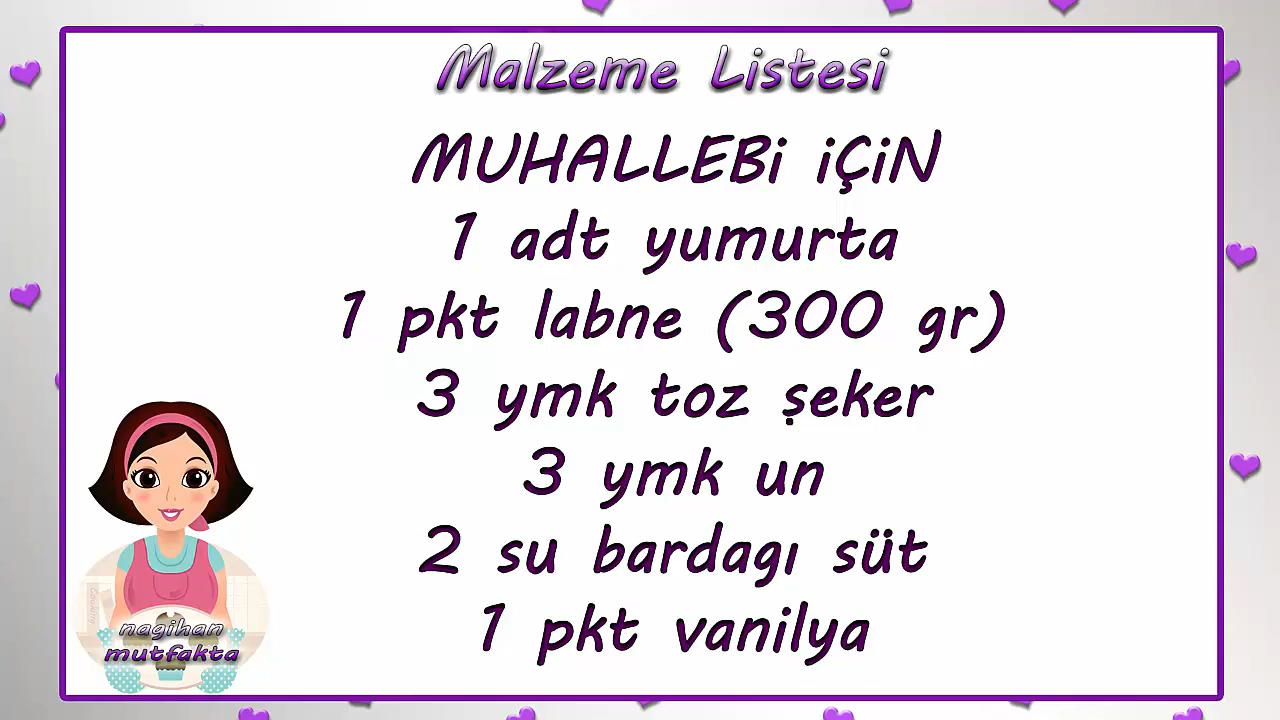 Malzeme Listesi
MUHALLEBi iÇiN
1 adt yumurta
1 pkt labne (300 gr)
3 ymk toz şeker
3 ymk un
2 su bardagı süt
1 pkt vanilya
nagihan
mutfakta